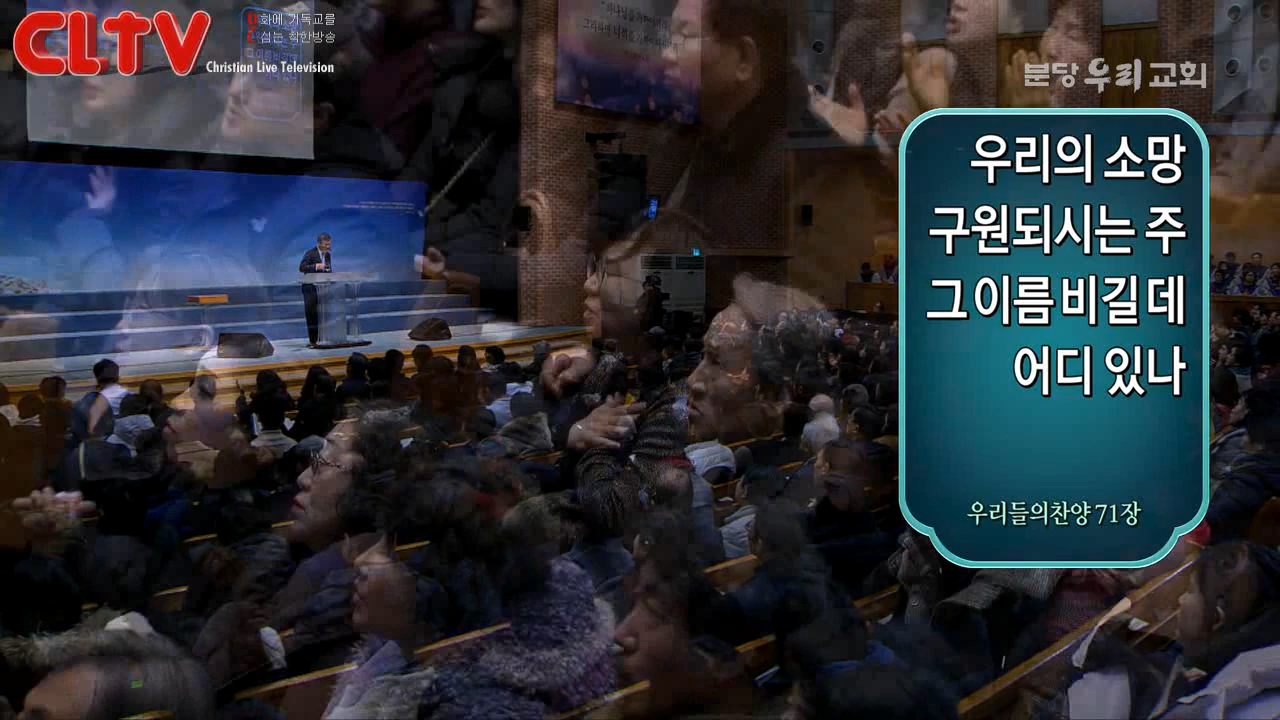 CLTV
Christian Live Television
분당우리교회
우리의 소망
구원되시는 주
그 이름 비길 데
어디 있나
우리들의찬양 71장